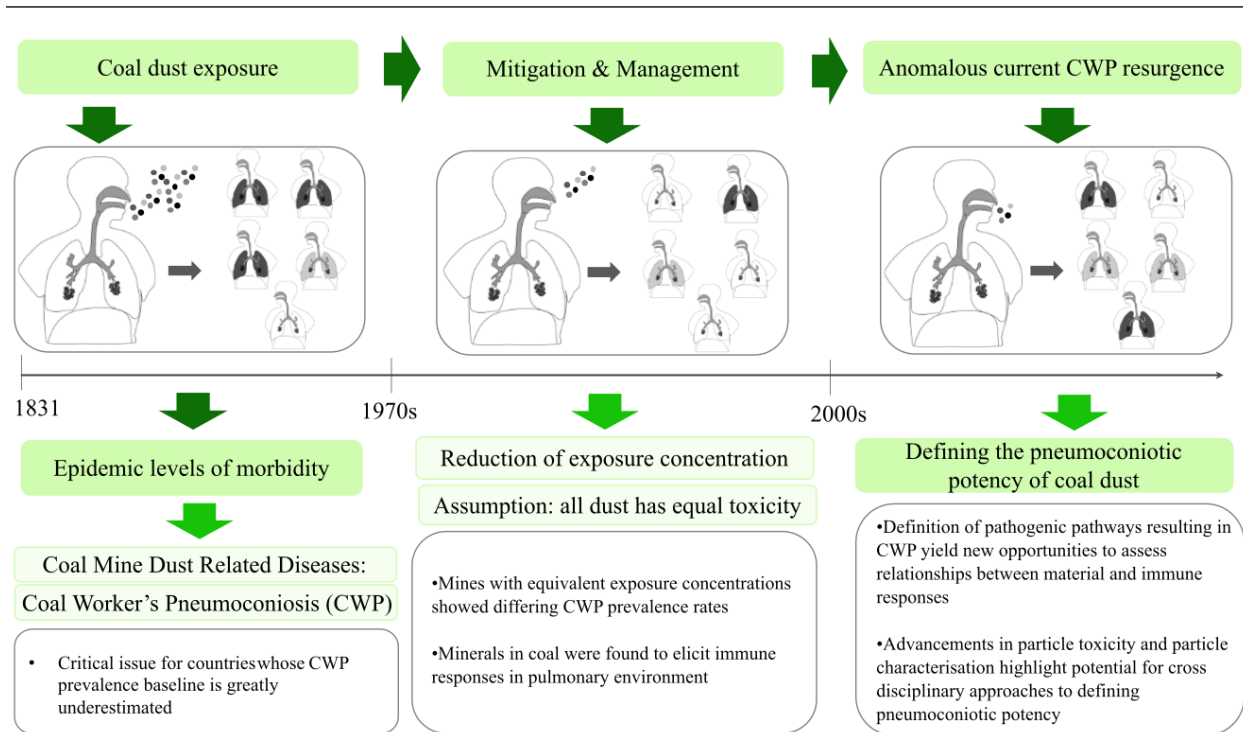 Coal dust exposure
Mitigation & Management
Anomalous current CWP resurgence
1831
1970s
2000s
Epidemic levels of morbidity
Coal Mine Dust Related Diseases:
Coal Worker's Pneumoconiosis (CWP)
• Critical issue for countries whose CWP
prevalence baseline is greatly
underestimated
Reduction of exposure concentration
Assumption: all dust has equal toxicity
•Mines with equivalent exposure concentrations
showed differing CWP prevalence rates
•Minerals in coal were found to elicit immune
responses in pulmonary environment
Defining the pneumoconiotic
potency of coal dust
•Definition of pathogenic pathways resulting in
CWP yield new opportunities to assess
relationships between material and immune
responses
•Advancements in particle toxicity and particle
characterisation highlight potential for cross
disciplinary approaches to defining
pneumoconiotic potency